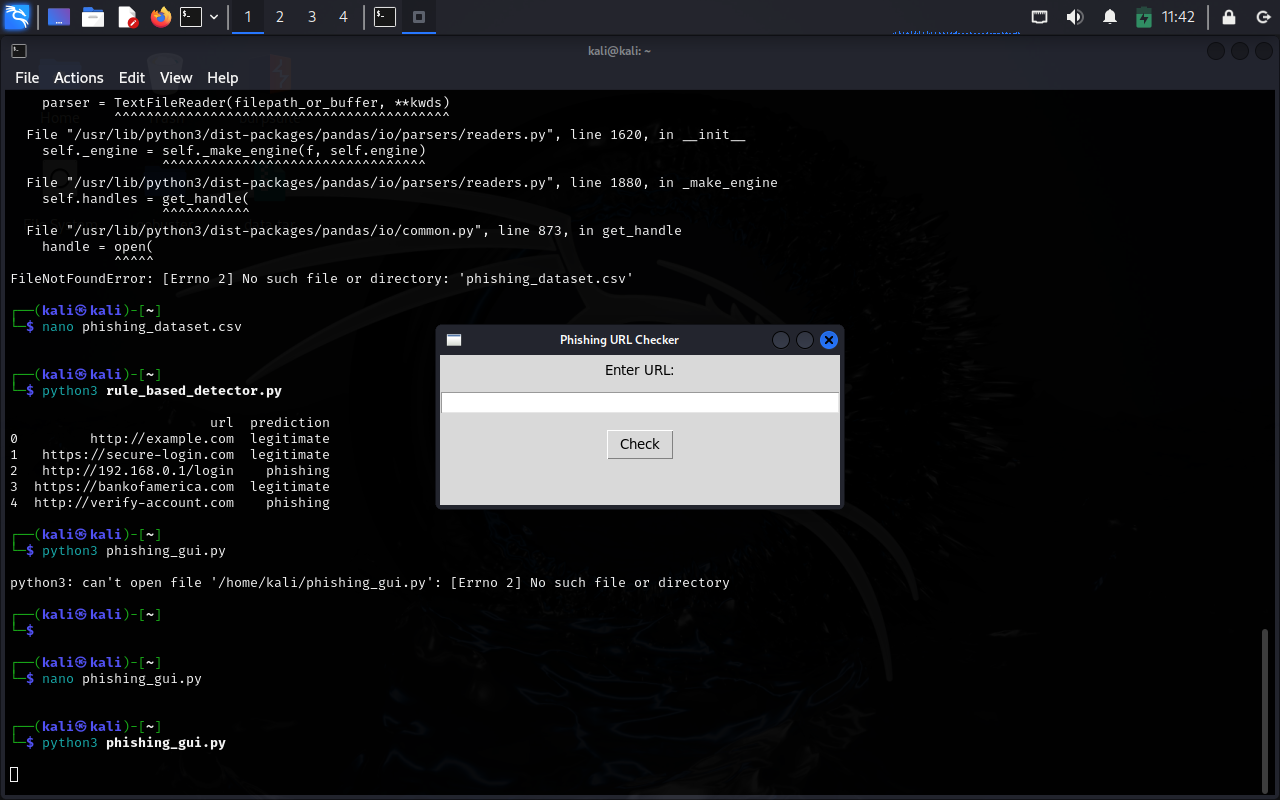 1 2 3 4 11:42
kali@kali: ~
File Actions Edit View Help
    parser = TextFileReader(filepath_or_buffer, **kwds)
             ^^^^^^^^^^^^^^^^^^^^^^^^^^^^^^^^^^^^^^^^^^
  File "/usr/lib/python3/dist-packages/pandas/io/parsers/readers.py", line 1620, in __init__
    self._engine = self._make_engine(f, self.engine)
                   ^^^^^^^^^^^^^^^^^^^^^^^^^^^^^^^^^
  File "/usr/lib/python3/dist-packages/pandas/io/parsers/readers.py", line 1880, in _make_engine
    self.handles = get_handle(
                   ^^^^^^^^^^^
  File "/usr/lib/python3/dist-packages/pandas/io/common.py", line 873, in get_handle
    handle = open(
             ^^^^^
FileNotFoundError: [Errno 2] No such file or directory: 'phishing_dataset.csv'
┌──(kali㉿kali)-[~]
└─$ nano phishing_dataset.csv
┌──(kali㉿kali)-[~]
└─$ python3 rule_based_detector.py
                         url  prediction
0         http://example.com  legitimate
1   https://secure-login.com  legitimate
2   http://192.168.0.1/login    phishing
3  https://bankofamerica.com  legitimate
4  http://verify-account.com    phishing
┌──(kali㉿kali)-[~]
└─$ python3 phishing_gui.py
python3: can't open file '/home/kali/phishing_gui.py': [Errno 2] No such file or directory
┌──(kali㉿kali)-[~]
└─$
┌──(kali㉿kali)-[~]
└─$ nano phishing_gui.py
┌──(kali㉿kali)-[~]
└─$ python3 phishing_gui.py
Phishing URL Checker
Enter URL:
Check